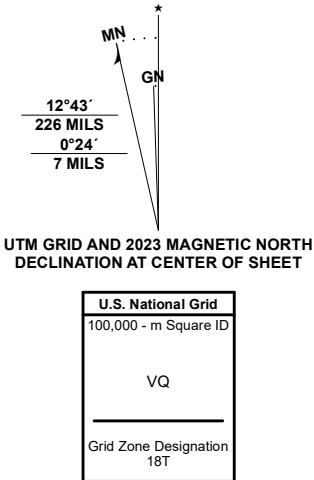 ★
MN
GN
12°43´
226 MILS
0°24´
7 MILS
UTM GRID AND 2023 MAGNETIC NORTH
DECLINATION AT CENTER OF SHEET
U.S. National Grid
100,000 - m Square ID
VQ
Grid Zone Designation
18T